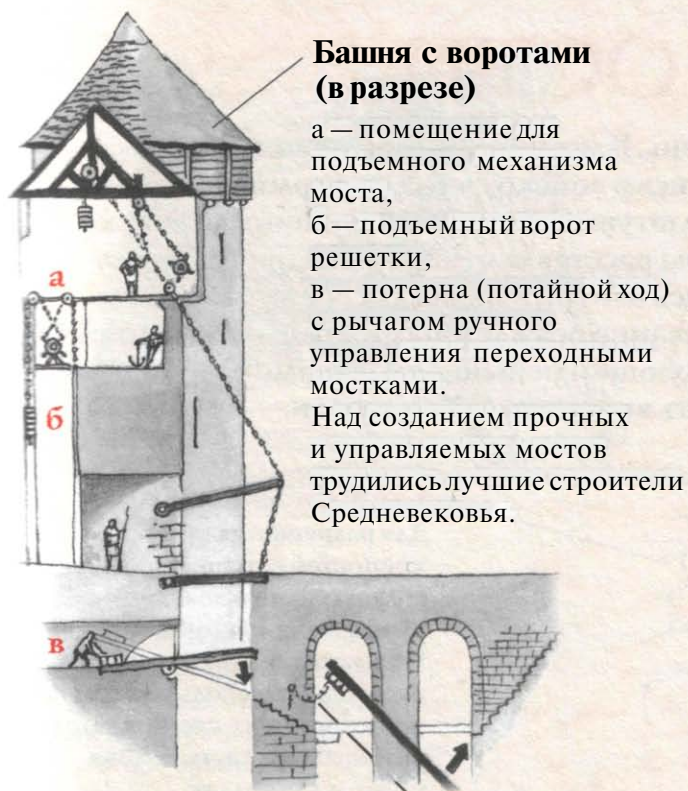 Башня с воротами
(в разрезе)
а — помещение для
подъемного механизма
моста,
б — подъемный ворот
решетки,
в — потерна (потайной ход)
с рычагом ручного
управления переходными
мостками.
Над созданием прочных
и управляемых мостов
трудились лучшие строители
Средневековья.
а
б
в